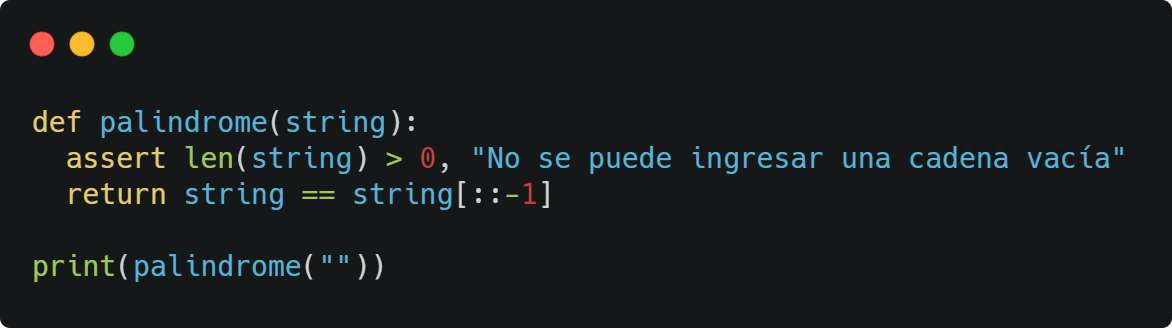 def palindrome(string):
  assert len(string) > 0, "No se puede ingresar una cadena vacía"
  return string == string[::-1]

print(palindrome(""))